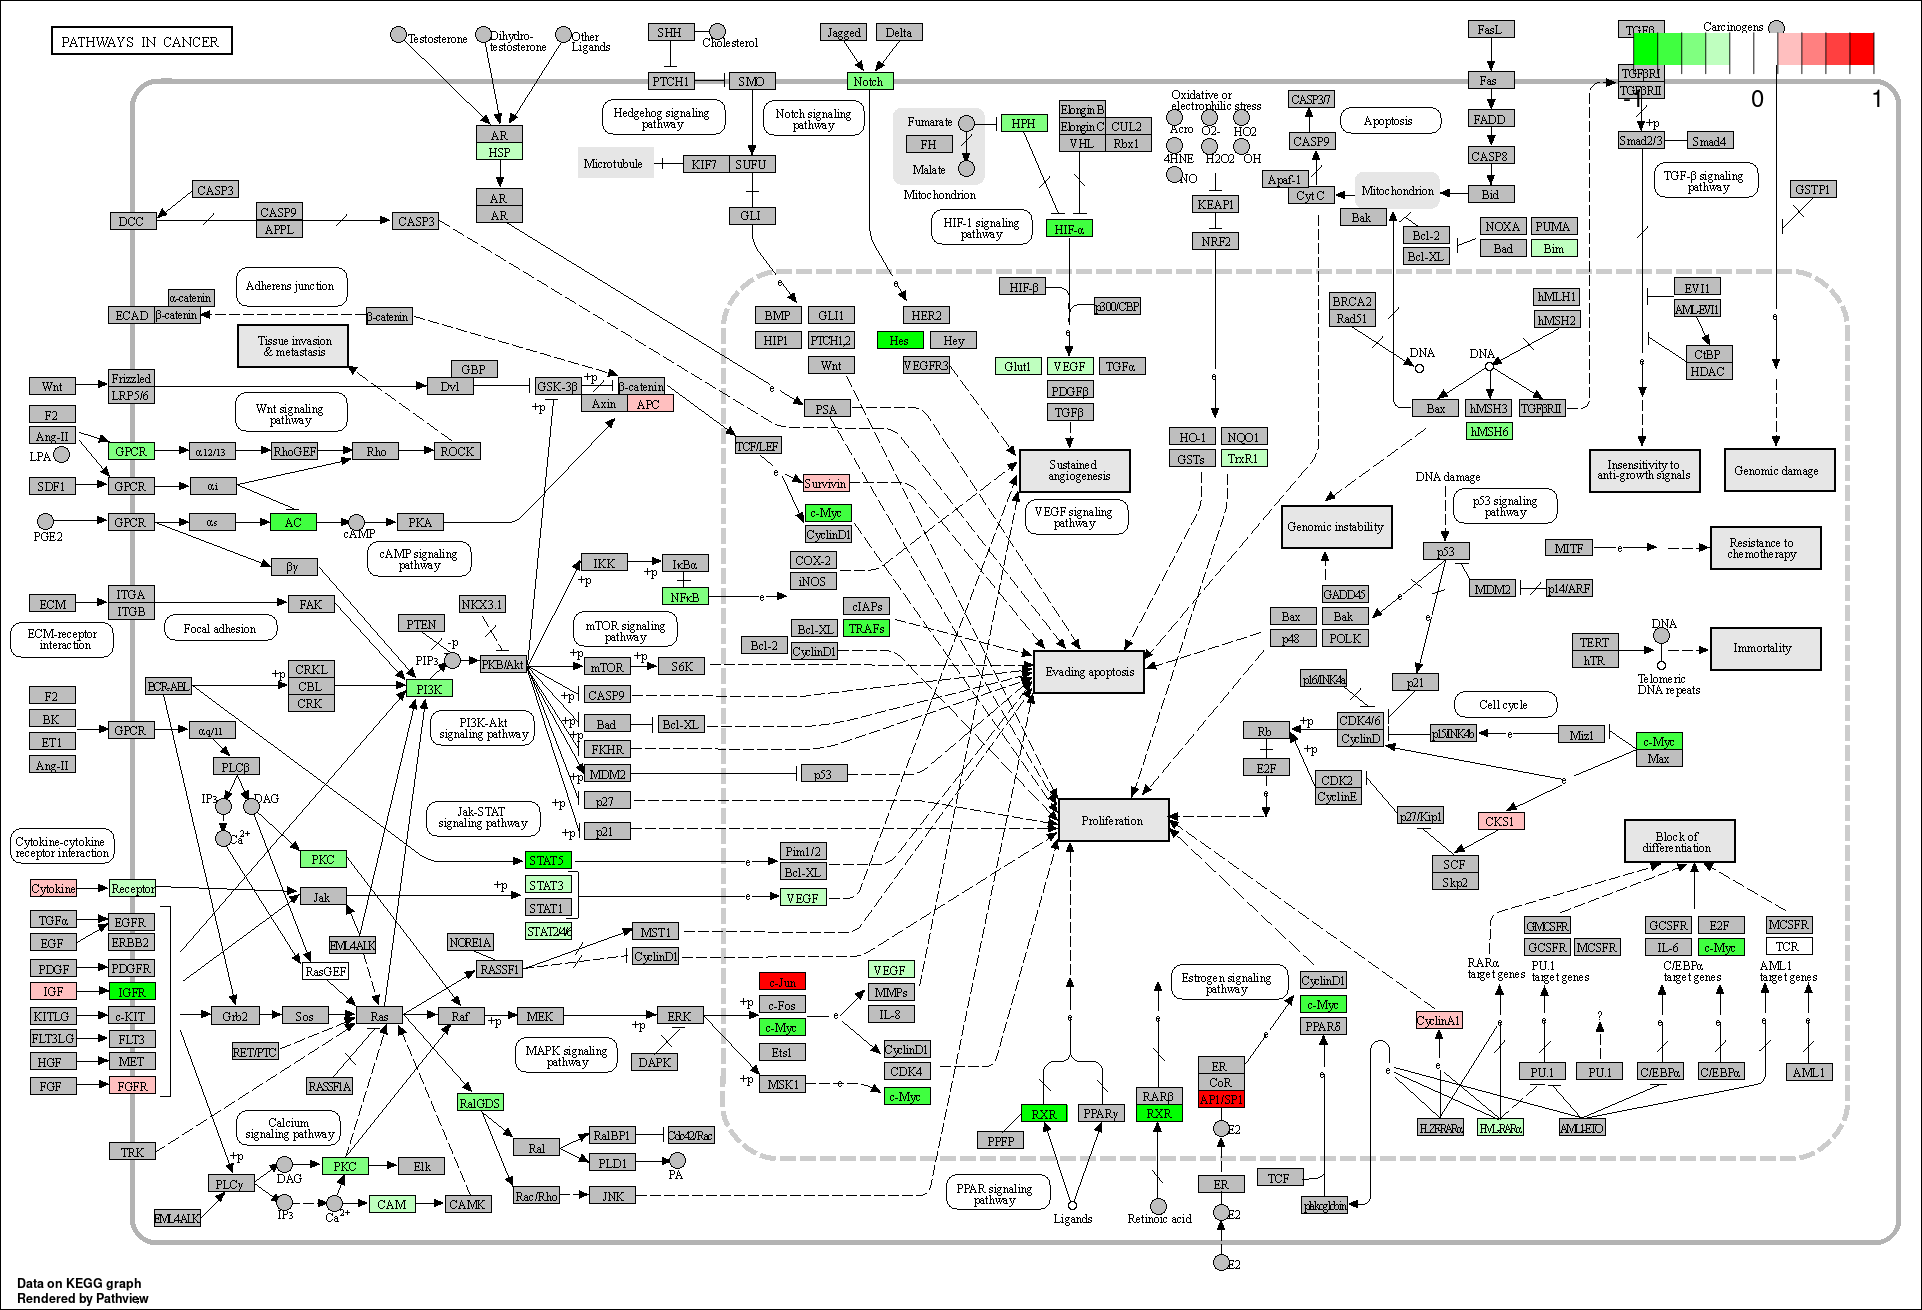 PATHWAYS IN CANCER
Testosterone
Dihydro-
testosterone
Other
Ligands
SHH
Cholesterol
Jagged
Delta
FasL
TGFβ
Carcinogens
-1
0
1
PTCH1
SMO
Notch
Fas
TGFβRI
TGFβRII
Hedgehog signaling
pathway
Notch signaling
pathway
Fumarate
FH
Malate
Mitochondrion
HPH
Elongin B
Elongin C
CUL2
VHL
Rbx1
Oxidative or
electrophilic stress
Acro
O2-
HO2
4HNE
H2O2
OH
NO
CASP3/7
CASP9
Apoptosis
FADD
CASP8
+p
Smad2/3
Smad4
TGF-β signaling
pathway
AR
HSP
Microtubule
KIF7
SUFU
Apaf-1
Cyt C
Mitochondrion
Bid
GSTP1
CASP3
AR
AR
GLI
HIF-1 signaling
pathway
HIF-α
KEAP1
NRF2
Bak
Bcl-2
Bcl-XL
NOXA
PUMA
Bad
Bim
DCC
CASP9
APPL
CASP3
Adherens junction
α-catenin
ECAD
β-catenin
β-catenin
Tissue invasion
& metastasis
e
e
BMP
GLI1
HER2
HIP1
PTCH1,2
Hes
Hey
Wnt
VEGFR3
HIF-β
p300/CBP
e
Glut1
VEGF
TGFα
PDGFβ
TGFβ
BRCA2
Rad51
hMLH1
hMSH2
DNA
DNA
EVI1
AML-EVI1
CtBP
HDAC
e
e
e
Wnt
Frizzled
LRP5/6
GBP
Dvl
GSK-3β
+p
β-catenin
Axin
APC
+p
e
PSA
Bax
hMSH3
TGFβRII
hMSH6
F2
Ang-II
LPA
GPCR
α12/13
RhoGEF
Rho
ROCK
Wnt signaling
pathway
TCF/LEF
e
HO-1
NQO1
GSTs
TrxR1
Sustained
angiogenesis
Insensitivity to
anti-growth signals
Genomic damage
SDF1
GPCR
αi
Survivin
c-Myc
CyclinD1
VEGF signaling
pathway
DNA damage
p53 signaling
pathway
Genomic instability
PGE2
GPCR
αs
AC
cAMP
PKA
cAMP signaling
pathway
βγ
p53
MITF
e
Resistance to
chemotherapy
IKK
+p
+p
IκBα
NFκB
e
COX-2
iNOS
MDM2
p14/ARF
ECM
ITGA
ITGB
FAK
Focal adhesion
ECM-receptor
interaction
NKX3.1
PTEN
-p
PIP3
PKB/Akt
mTOR signaling
pathway
cIAPs
Bcl-XL
TRAFs
Bcl-2
CyclinD1
GADD45
Bax
Bak
p48
POLK
e
e
TERT
hTR
DNA
Telomeric
DNA repeats
Immortality
BCR-ABL
+p
CRKL
CBL
CRK
PI3K
PI3K-Akt
signaling pathway
+p
mTOR
+p
S6K
+p
CASP9
+p
Bad
Bcl-XL
+p
FKHR
+p
MDM2
p53
+p
p27
+p
p21
Evading apoptosis
p16/INK4a
p21
Cell cycle
CDK4/6
CyclinD
p15/INK4b
e
Miz1
c-Myc
Max
Rb
+p
+p
E2F
e
CDK2
CyclinE
e
p27/Kip1
CKS1
SCF
Skp2
F2
BK
ET1
Ang-II
GPCR
αq/11
PLCβ
IP3
DAG
Ca2+
Jak-STAT
signaling pathway
Proliferation
Block of
differentiation
Cytokine-cytokine
receptor interaction
PKC
STAT5
e
Pim1/2
Bcl-XL
Cytokine
Receptor
Jak
+p
STAT3
STAT1
STAT2/4/6
e
VEGF
TGFα
EGFR
EGF
ERBB2
PDGF
PDGFR
IGF
IGFR
KITLG
c-KIT
FLT3LG
FLT3
HGF
MET
FGF
FGFR
EML4-ALK
RasGEF
NORE1A
RASSF1
MST1
CyclinD1
Grb2
Sos
Ras
Raf
+p
MEK
+p
ERK
DAPK
RET/PTC
RASSF1A
MAPK signaling
pathway
+p
+p
c-Jun
c-Fos
c-Myc
Ets1
MSK1
e
e
VEGF
MMPs
IL-8
CyclinD1
CDK4
c-Myc
Estrogen signaling
pathway
CyclinD1
c-Myc
PPARδ
e
e
ER
CoR
AP1/SP1
E2
ER
E2
E2
e
e
RARβ
RXR
RXR
PPARγ
PPFP
Ligands
Retinoic acid
PPAR signaling
pathway
TCF
plakoglobin
CyclinA1
e
e
RARα
target genes
GMCSFR
GCSFR
MCSFR
PU.1
target genes
GCSFR
E2F
IL-6
c-Myc
C/EBPα
target genes
MCSFR
TCR
AML1
target genes
e
e
?
e
e
e
PU.1
PU.1
C/EBPα
C/EBPα
AML1
PLZF-RARα
PML-RARα
AML1-ETO
TRK
Calcium
signaling pathway
RalGDS
Ral
RalBP1
Cdc42/Rac
PLD1
PA
Rac/Rho
JNK
+p
PLCγ
EML4-ALK
DAG
IP3
Ca2+
PKC
Elk
CAM
CAMK
Data on KEGG graph
Rendered by Pathview